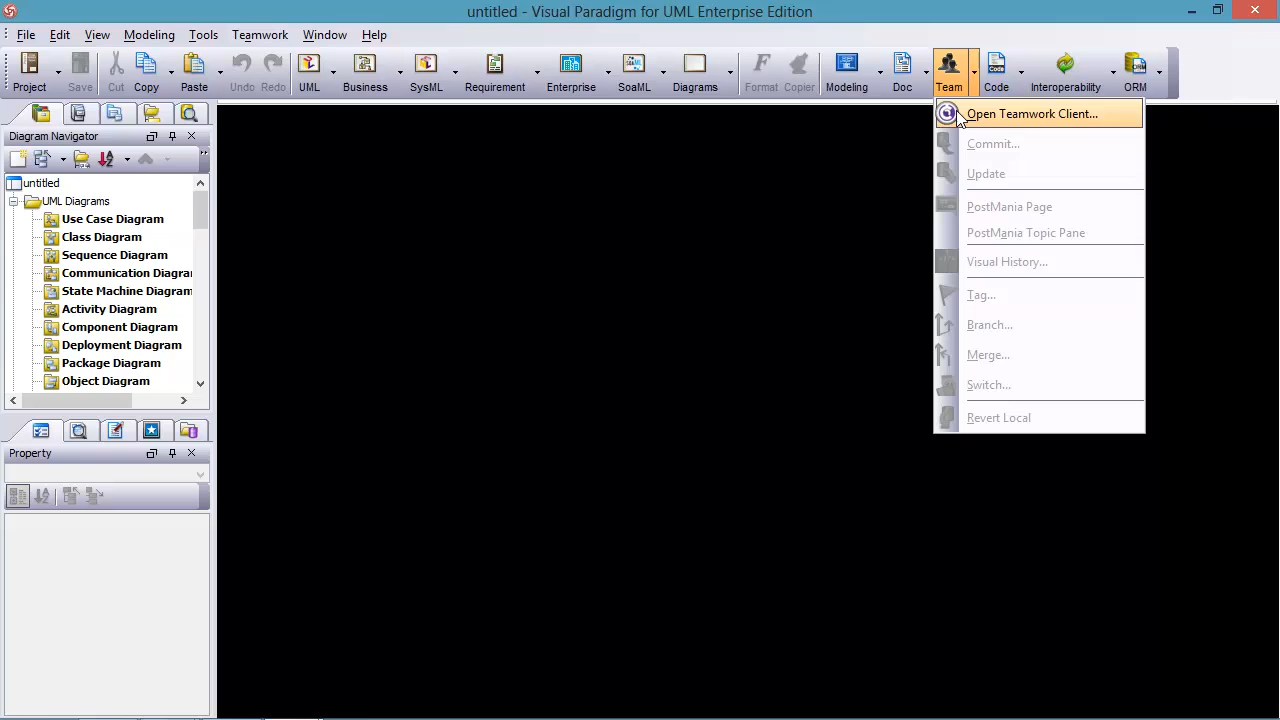 untitled - Visual Paradigm for UML Enterprise Edition
File Edit View Modeling Tools Teamwork Window Help
Project Save Cut Copy Paste Undo Redo UML Business SysML Requirement Enterprise SoaML Diagrams Format Copier Modeling Doc Team Code Interoperability ORM
Diagram Navigator
untitled
UML Diagrams
Use Case Diagram
Class Diagram
Sequence Diagram
Communication Diagran
State Machine Diagram
Activity Diagram
Component Diagram
Deployment Diagram
Package Diagram
Object Diagram
Property
Open Teamwork Client...
Commit...
Update
PostMania Page
PostMania Topic Pane
Visual History...
Tag...
Branch...
Merge...
Switch...
Revert Local